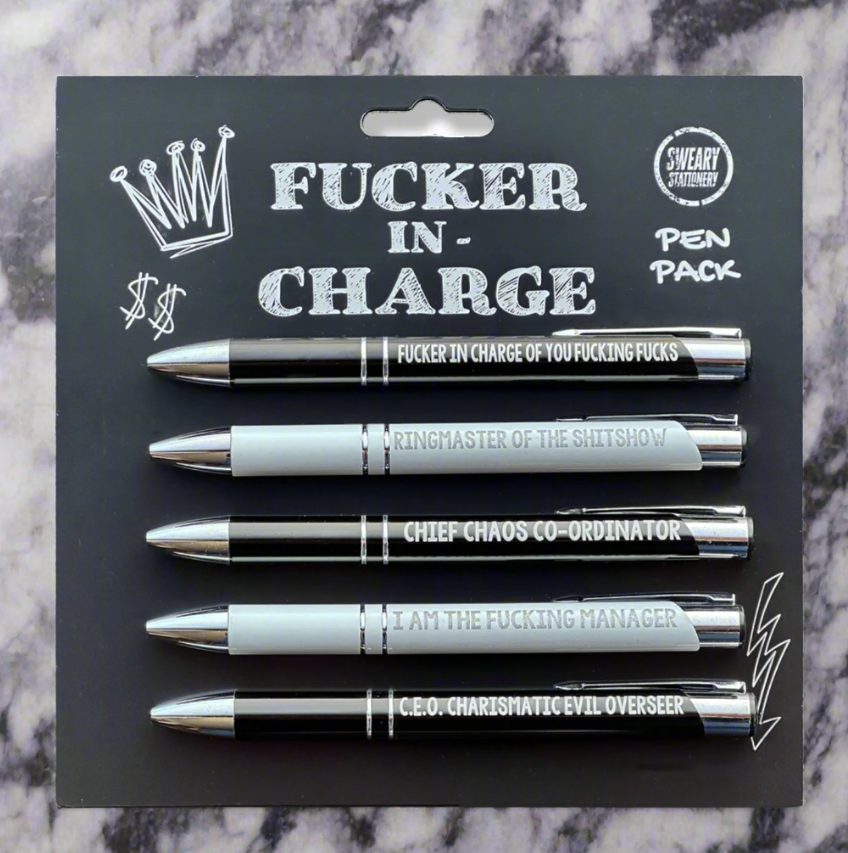 FUCKER
IN-
CHARGE
SWEARY
STATIONERY
PEN
PACK
$$
FUCKER IN CHARGE OF YOU FUCKING FUCKS
RINGMASTER OF THE SHITSHOW
CHIEF CHAOS CO-ORDINATOR
I AM THE FUCKING MANAGER
C.E.O. CHARISMATIC EVIL OVERSEER